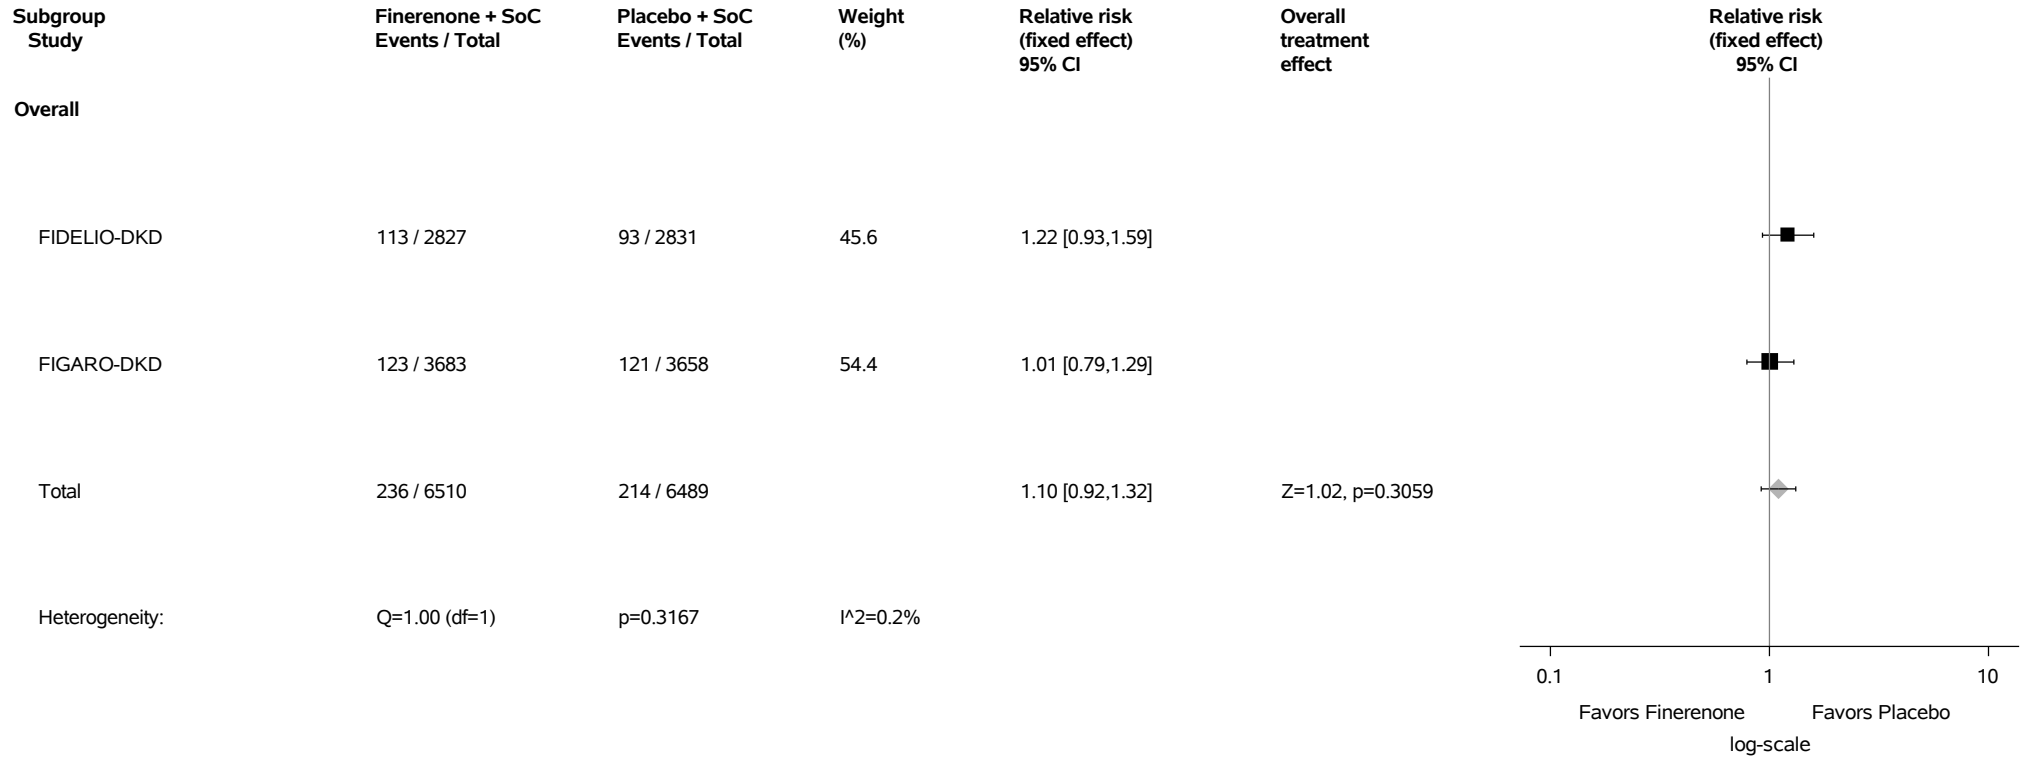 Subgroup Finerenone + SoC Placebo + SoC Weight Relative risk Overall Relative risk
Study Events / Total Events / Total (%) (fixed effect) treatment (fixed effect)
95% CI effect 95% CI
Overall
FIDELIO-DKD 113 / 2827 93 / 2831 45.6 1.22 [0.93,1.59]
FIGARO-DKD 123 / 3683 121 / 3658 54.4 1.01 [0.79,1.29]
Total 236 / 6510 214 / 6489 1.10 [0.92,1.32] Z=1.02, p=0.3059
Heterogeneity: Q=1.00 (df=1) p=0.3167 I^2=0.2%
0.1 1 10
Favors Finerenone Favors Placebo
log-scale